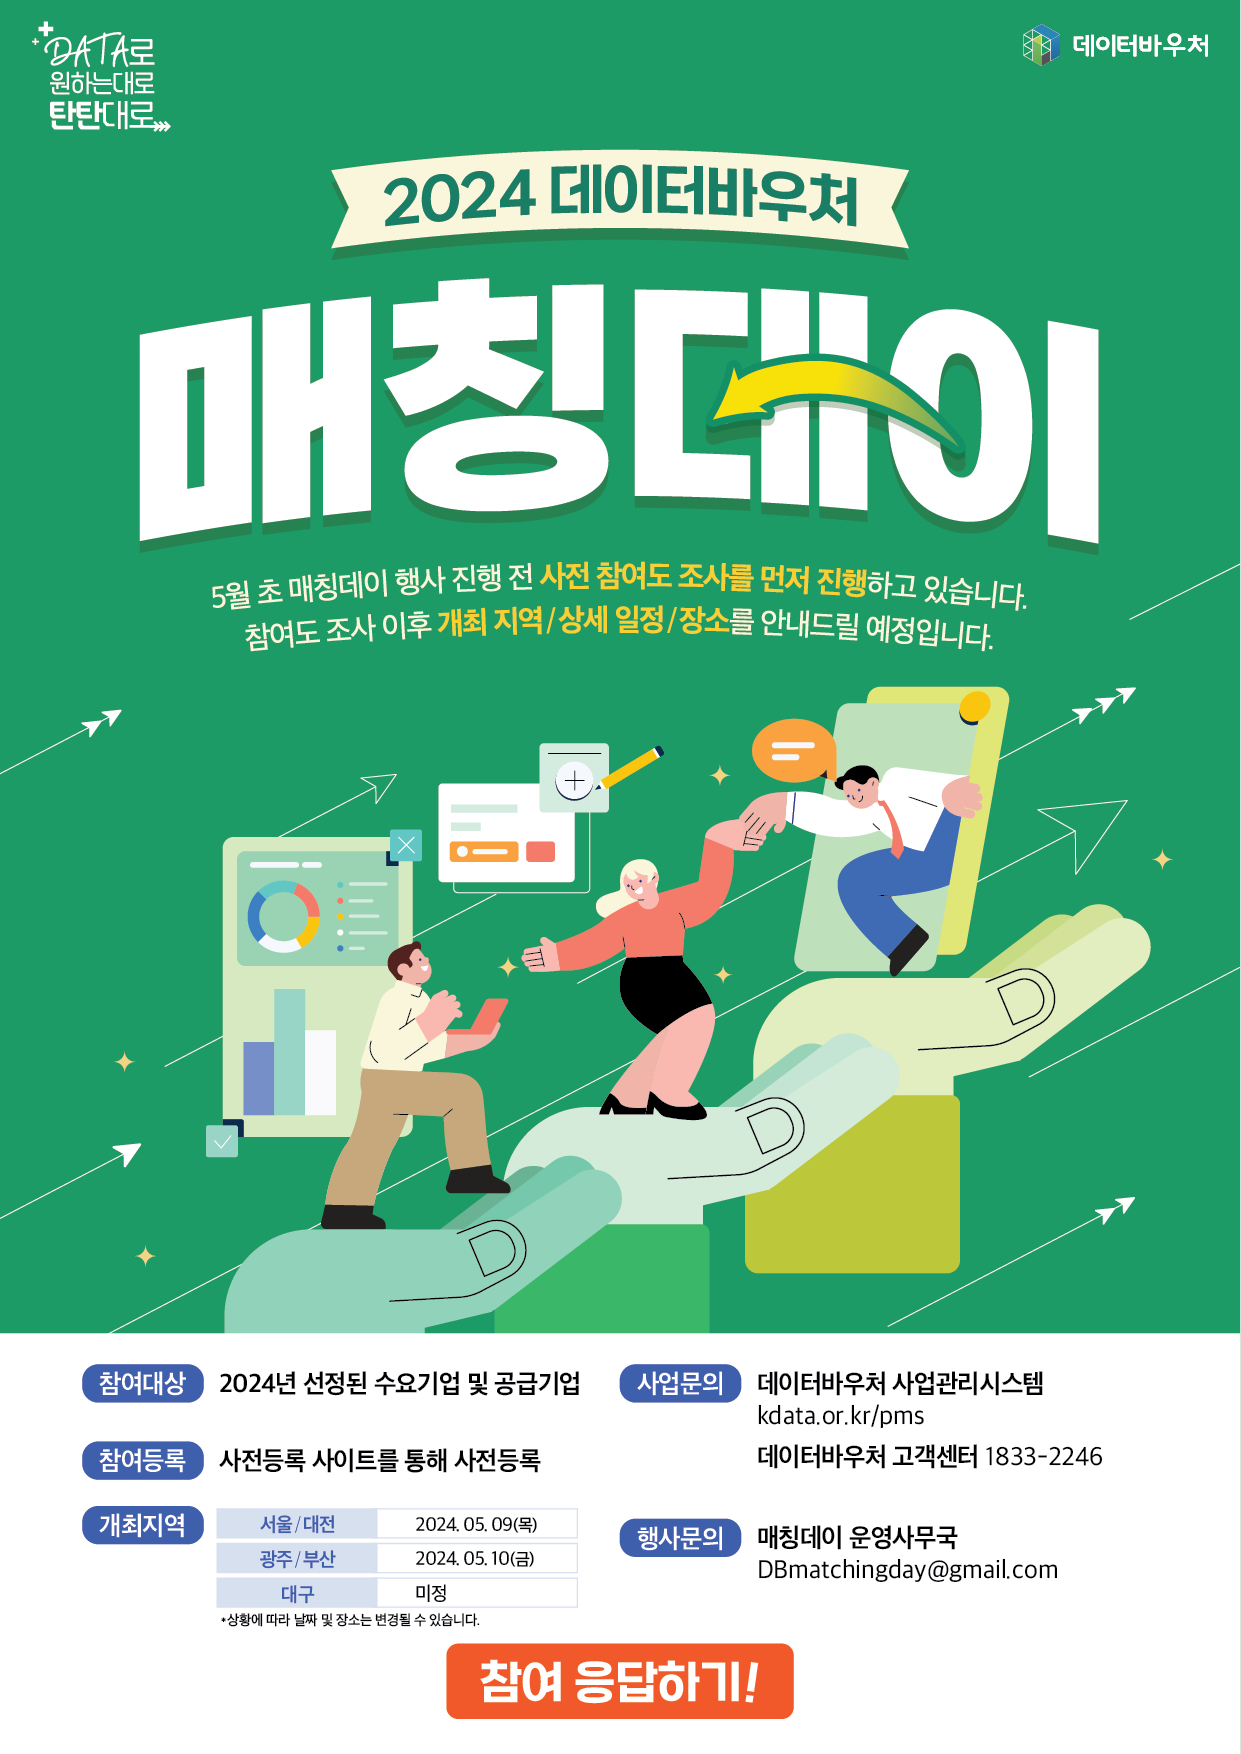 DATA로
원하는대로
탄탄대로
데이터바우처
2024 데이터바우처
매칭데이
5월 초 매칭데이 행사 진행 전 사전 참여도 조사를 먼저 진행하고 있습니다.
참여도 조사 이후 개최 지역/상세 일정/장소를 안내드릴 예정입니다.
참여대상 2024년 선정된 수요기업 및 공급기업
참여등록 사전등록 사이트를 통해 사전등록
개최지역 서울/대전 2024. 05. 09(목)
광주/부산 2024. 05. 10(금)
대구 미정
*상황에 따라 날짜 및 장소는 변경될 수 있습니다.
사업문의 데이터바우처 사업관리시스템
kdata.or.kr/pms
데이터바우처 고객센터 1833-2246
행사문의 매칭데이 운영사무국
DBmatchingday@gmail.com
참여 응답하기!